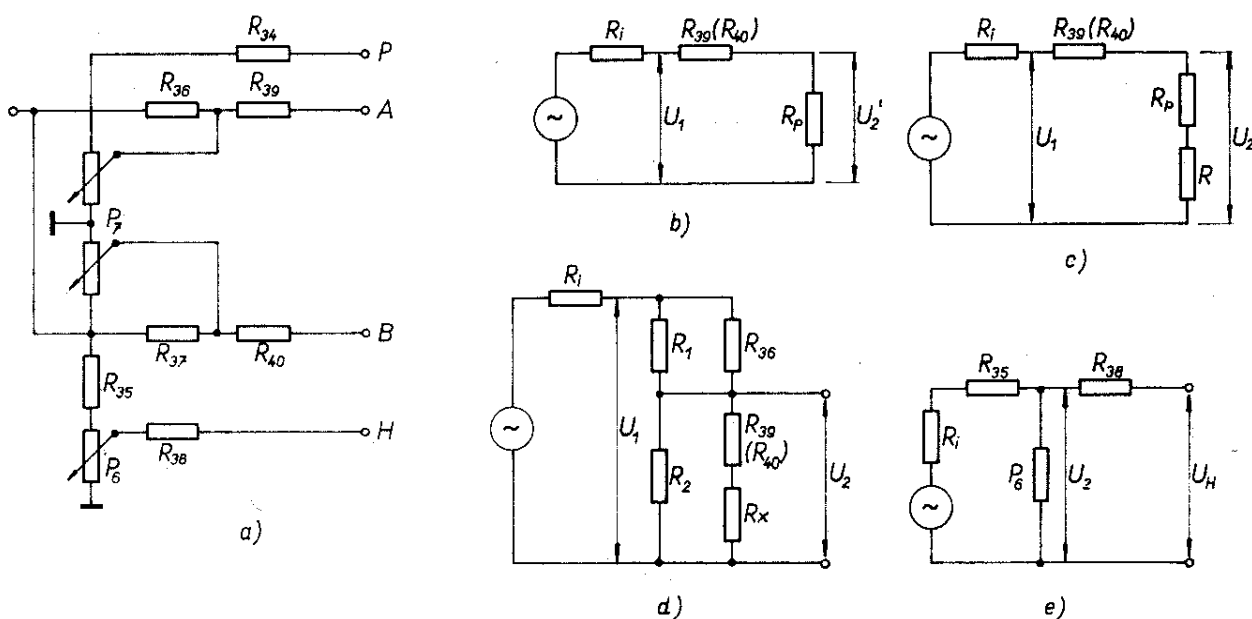 R34
P
R36
R39
A
P7
R37
R40
B
R35
R38
H
P6
a)
Ri
R39(R40)
~
U1
Rp
U2'
b)
Ri
R39(R40)
~
U1
Rp
R
U2
c)
Ri
R1
R36
~
U1
R2
R39
(R40)
Rx
U2
d)
R35
R38
Ri
~
P6
U2
UH
e)